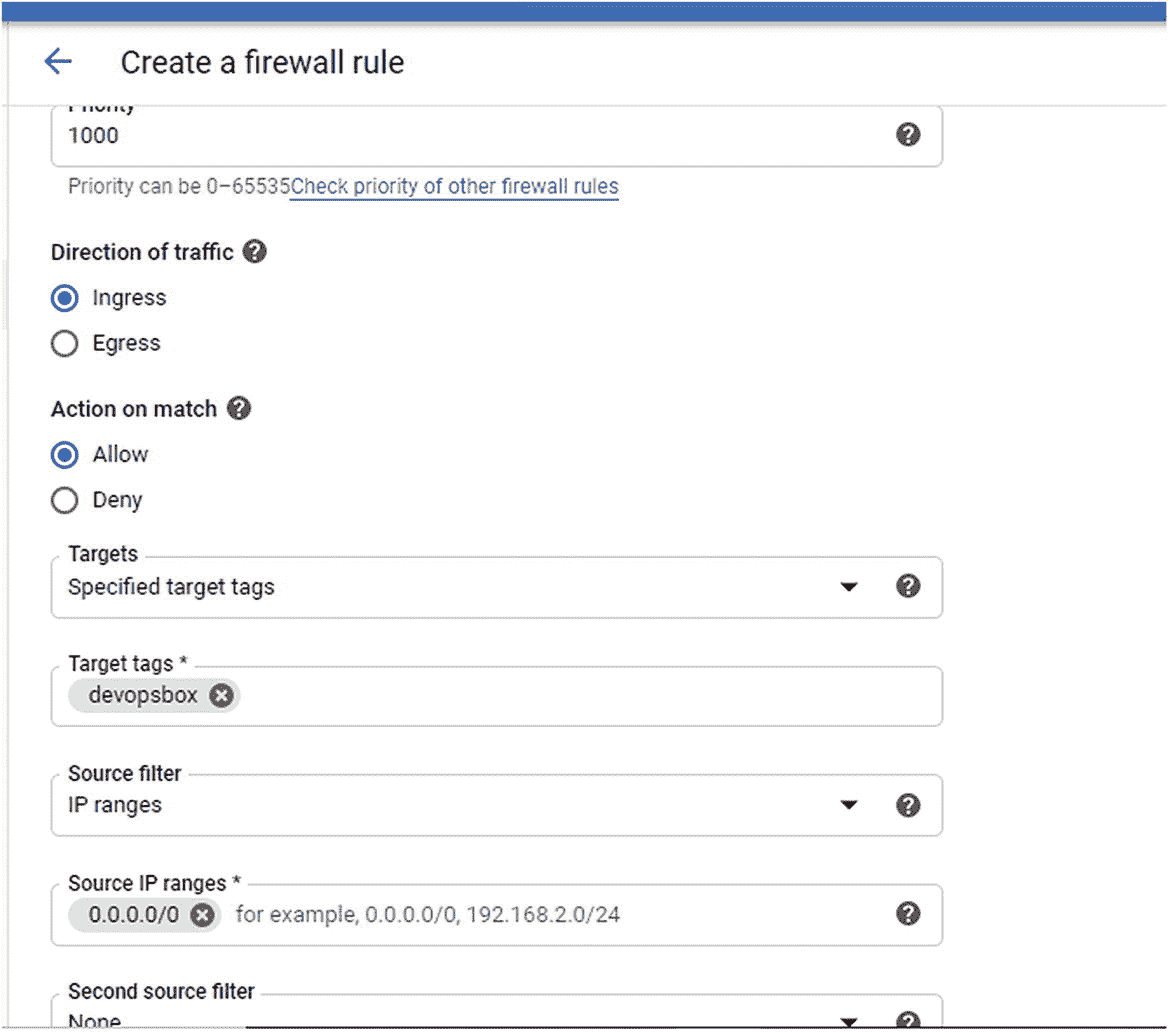 Create a firewall rule
Priority
1000
Priority can be 0–65535Check priority of other firewall rules
Direction of traffic
Ingress
Egress
Action on match
Allow
Deny
Targets
Specified target tags
Target tags *
devopsbox
Source filter
IP ranges
Source IP ranges *
0.0.0.0/0 for example, 0.0.0.0/0, 192.168.2.0/24
Second source filter
None